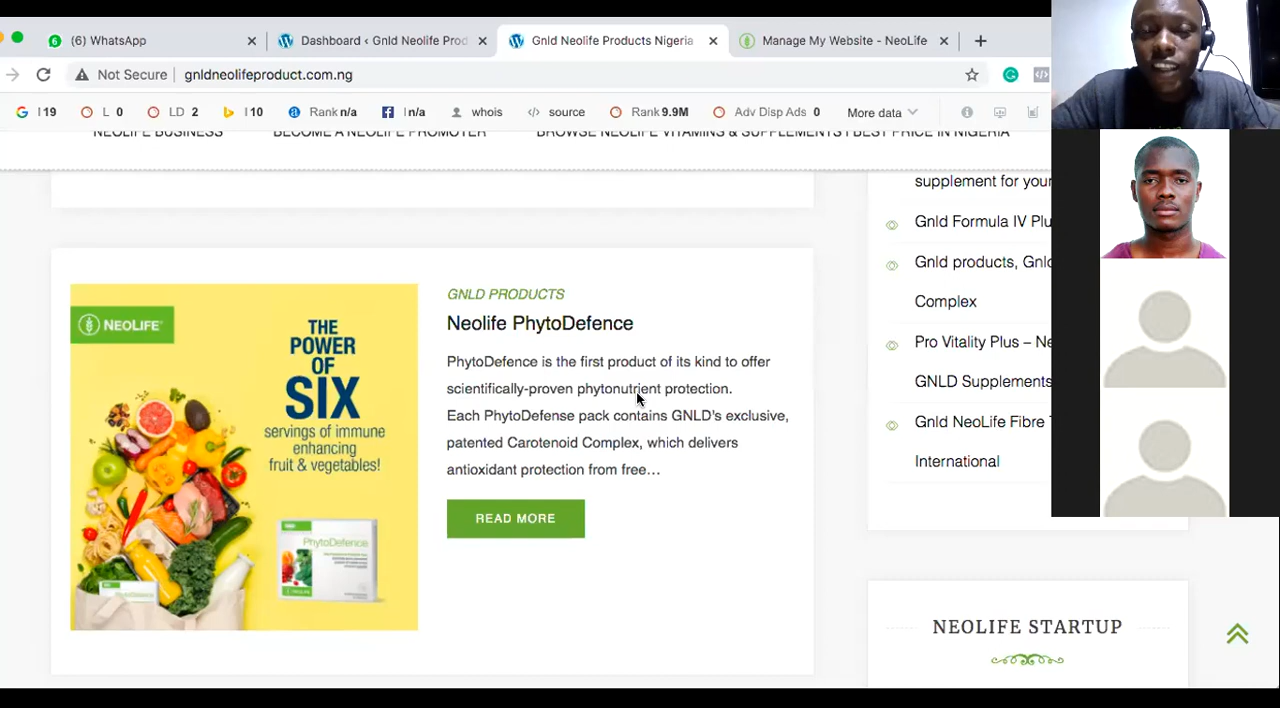 (6) WhatsApp
Dashboard ‹ Gnld Neolife Prod
Gnld Neolife Products Nigeria
Manage My Website - NeoLife
Not Secure
gnldneolifeproduct.com.ng
I 19
L 0
LD 2
I 10
Rank n/a
I n/a
whois
source
Rank 9.9M
Adv Disp Ads 0
More data
NEOLIFE BUSINESS
BECOME A NEOLIFE PROMOTER
BROWSE NEOLIFE VITAMINS & SUPPLEMENTS | BEST PRICE IN NIGERIA
NEOLIFE
THE
POWER
OF
SIX
servings of immune
enhancing
fruit & vegetables!
PhytoDefence
NEOLIFE
GNLD PRODUCTS
Neolife PhytoDefence
PhytoDefence is the first product of its kind to offer
scientifically-proven phytonutrient protection.
Each PhytoDefense pack contains GNLD's exclusive,
patented Carotenoid Complex, which delivers
antioxidant protection from free…
READ MORE
supplement for your
Gnld Formula IV Plu
Gnld products, Gnld
Complex
Pro Vitality Plus – Ne
GNLD Supplements
Gnld NeoLife Fibre T
International
NEOLIFE STARTUP